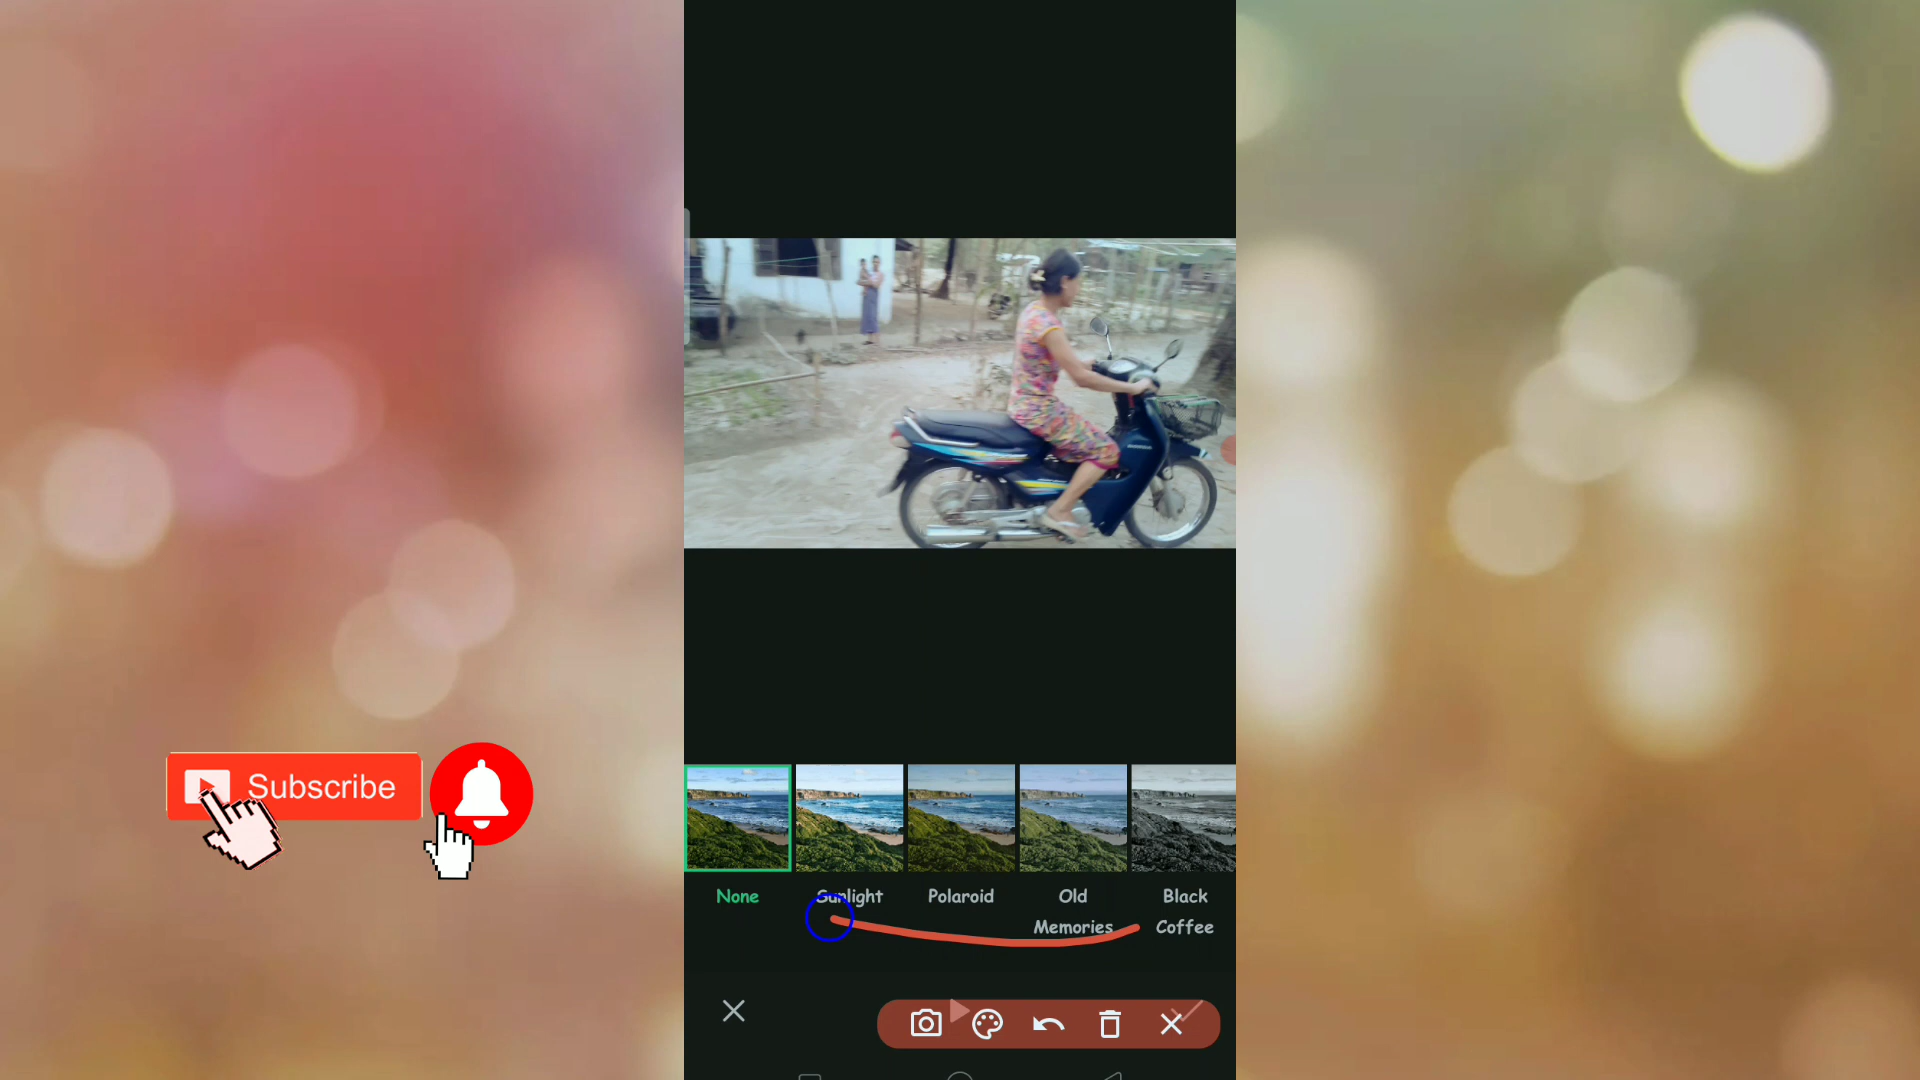 Subscribe
None
Sunlight
Polaroid
Old
Memories
Black
Coffee